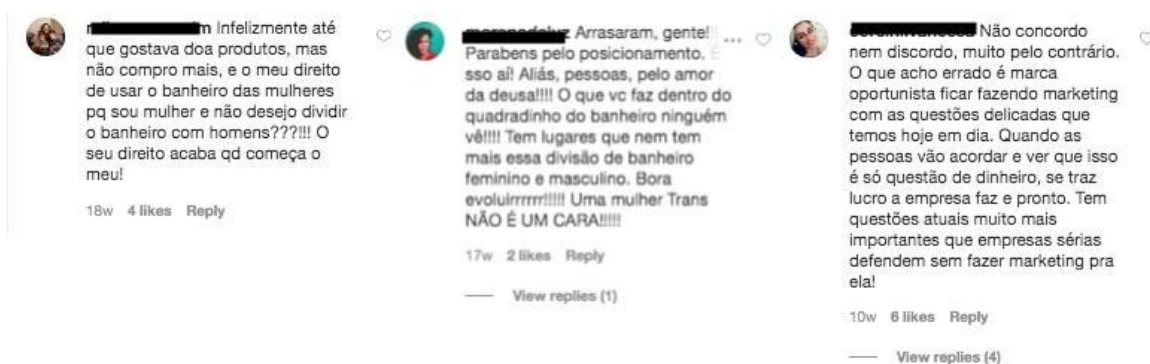 Infelizmente até
que gostava doa produtos, mas
não compro mais, e o meu direito
de usar o banheiro das mulheres
pq sou mulher e não desejo dividir
o banheiro com homens???!!! O
seu direito acaba qd começa o
meu!
18w 4 likes Reply
Arrasaram, gente!
Parabens pelo posicionamento. É
sso aí! Aliás, pessoas, pelo amor
da deusa!!!! O que vc faz dentro do
quadradinho do banheiro ninguém
vê!!!! Tem lugares que nem tem
mais essa divisão de banheiro
feminino e masculino. Bora
evoluirrrrrr!!!!! Uma mulher Trans
NÃO É UM CARA!!!!!
17w 2 likes Reply
View replies (1)
Não concordo
nem discordo, muito pelo contrário.
O que acho errado é marca
oportunista ficar fazendo marketing
com as questões delicadas que
temos hoje em dia. Quando as
pessoas vão acordar e ver que isso
é só questão de dinheiro, se traz
lucro a empresa faz e pronto. Tem
questões atuais muito mais
importantes que empresas sérias
defendem sem fazer marketing pra
ela!
10w 6 likes Reply
View replies (4)